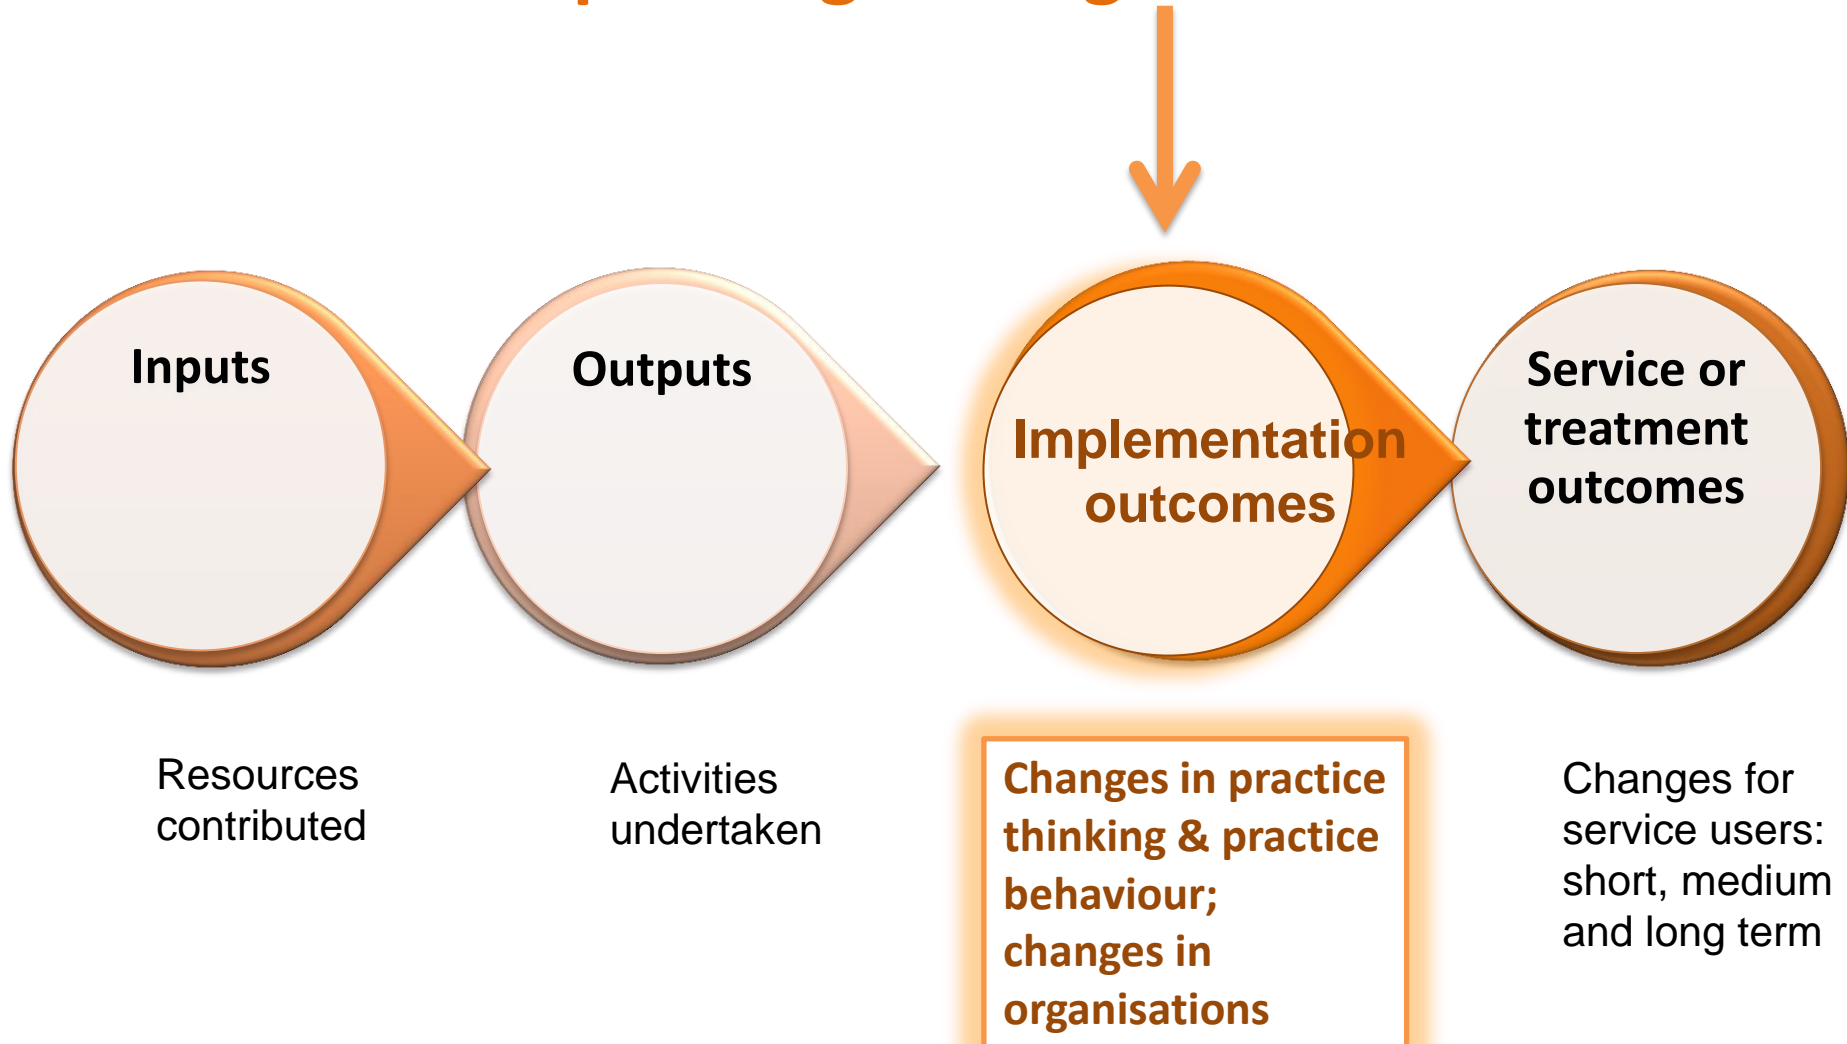 Inputs
Outputs
Implementation
outcomes
Service or
treatment
outcomes
Resources
contributed
Activities
undertaken
Changes in practice
thinking & practice
behaviour;
changes in
organisations
Changes for
service users:
short, medium
and long term